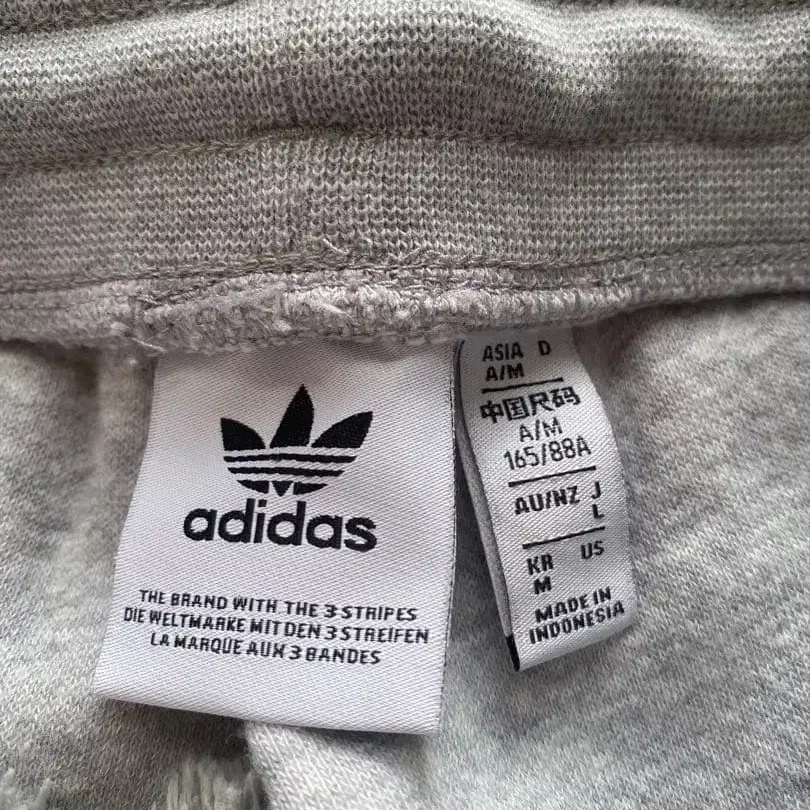 adidas
THE BRAND WITH THE 3 STRIPES
DIE WELTMARKE MIT DEN 3 STREIFEN
LA MARQUE AUX 3 BANDES
ASIA D
A/M
中国尺码
A/M
165/88A
AU/NZ J
L
KR US
M
MADE IN
INDONESIA